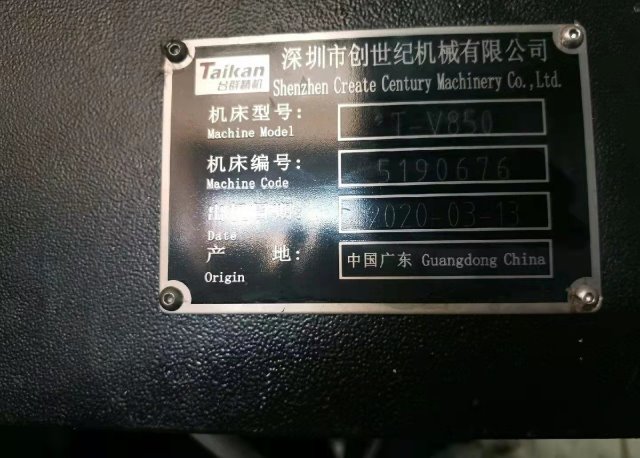 Taikan
台群精机
深圳市创世纪机械有限公司
Shenzhen Create Century Machinery Co.,Ltd.
机床型号: T-V850
Machine Model
机床编号: 5190676
Machine Code
日期: 2020-03-13
Date
产 地: 中国广东 Guangdong China
Origin